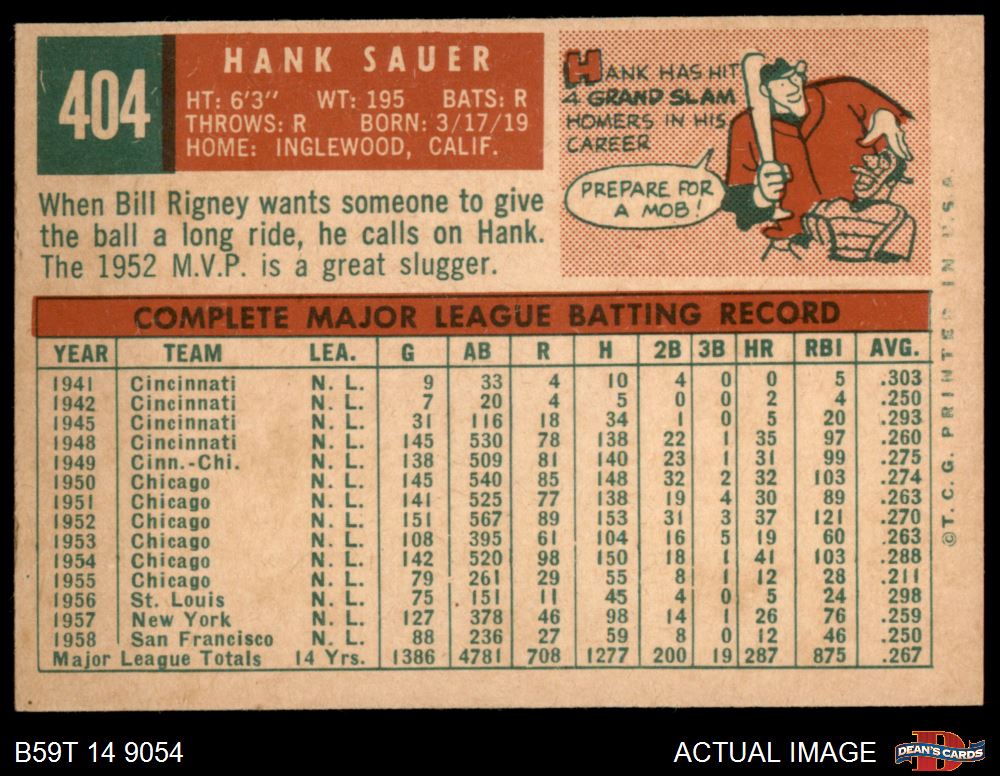 404
HANK SAUER
HT: 6'3" WT: 195 BATS: R
THROWS: R BORN: 3/17/19
HOME: INGLEWOOD, CALIF.
When Bill Rigney wants someone to give
the ball a long ride, he calls on Hank.
The 1952 M.V.P. is a great slugger.
HANK HAS HIT
4 GRAND SLAM
HOMERS IN HIS
CAREER
PREPARE FOR
A MOB!
COMPLETE MAJOR LEAGUE BATTING RECORD
YEAR TEAM LEA. G AB R H 2B 3B HR RBI AVG.
1941 Cincinnati N. L. 9 33 4 10 4 0 0 5 .303
1942 Cincinnati N. L. 7 20 4 5 0 0 2 4 .250
1945 Cincinnati N. L. 31 116 18 34 1 0 5 20 .293
1948 Cincinnati N. L. 145 530 78 138 22 1 35 97 .260
1949 Cinn.-Chi. N. L. 138 509 81 140 23 1 31 99 .275
1950 Chicago N. L. 145 540 85 148 32 2 32 103 .274
1951 Chicago N. L. 141 525 77 138 19 4 30 89 .263
1952 Chicago N. L. 151 567 89 153 31 3 37 121 .270
1953 Chicago N. L. 108 395 61 104 16 5 19 60 .263
1954 Chicago N. L. 142 520 98 150 18 1 41 103 .288
1955 Chicago N. L. 79 261 29 55 8 1 12 28 .211
1956 St. Louis N. L. 75 151 11 45 4 0 5 24 .298
1957 New York N. L. 127 378 46 98 14 1 26 76 .259
1958 San Francisco N. L. 88 236 27 59 8 0 12 46 .250
Major League Totals 14 Yrs. 1386 4781 708 1277 200 19 287 875 .267
© T. C. G. PRINTED IN U.S.A.
B59T 14 9054
ACTUAL IMAGE
D
DEAN'S CARDS